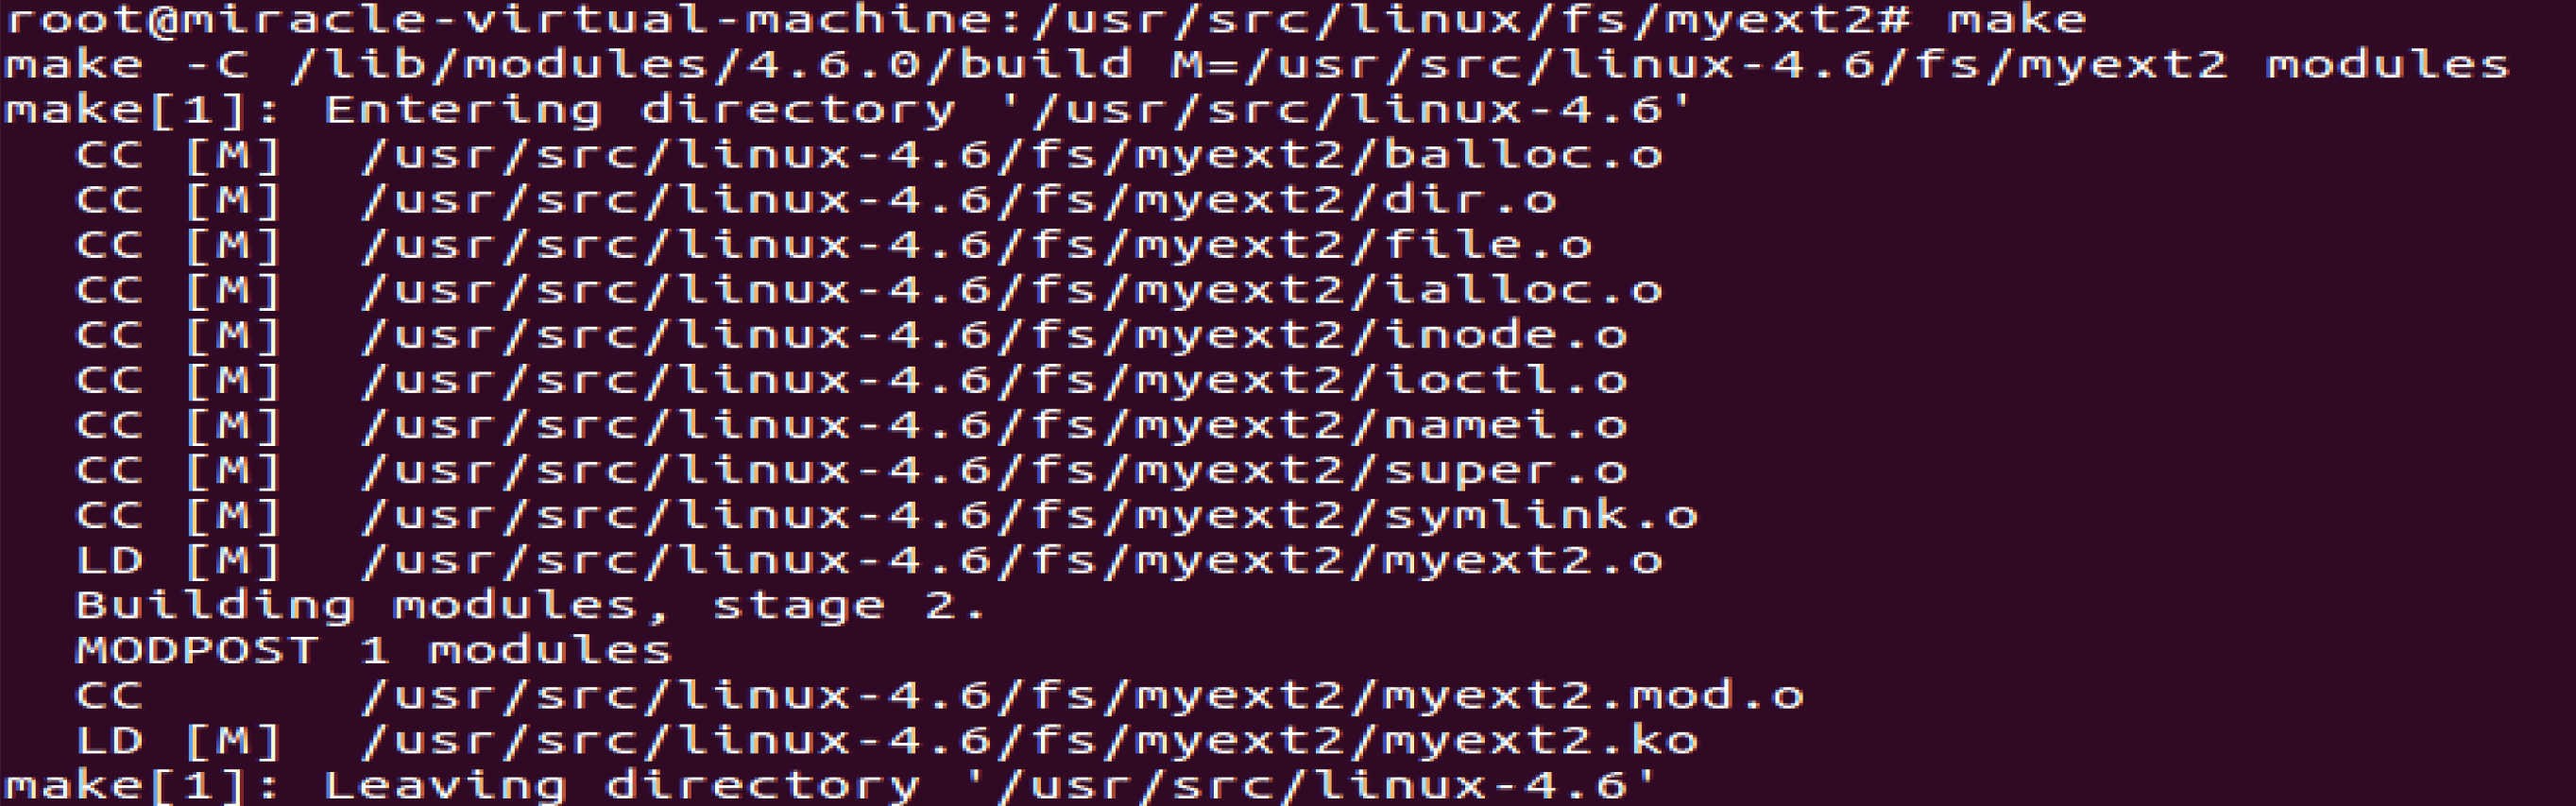 root@miracle-virtual-machine:/usr/src/linux/fs/myext2# make
make -C /lib/modules/4.6.0/build M=/usr/src/linux-4.6/fs/myext2 modules
make[1]: Entering directory '/usr/src/linux-4.6'
  CC [M]  /usr/src/linux-4.6/fs/myext2/balloc.o
  CC [M]  /usr/src/linux-4.6/fs/myext2/dir.o
  CC [M]  /usr/src/linux-4.6/fs/myext2/file.o
  CC [M]  /usr/src/linux-4.6/fs/myext2/ialloc.o
  CC [M]  /usr/src/linux-4.6/fs/myext2/inode.o
  CC [M]  /usr/src/linux-4.6/fs/myext2/ioctl.o
  CC [M]  /usr/src/linux-4.6/fs/myext2/namei.o
  CC [M]  /usr/src/linux-4.6/fs/myext2/super.o
  CC [M]  /usr/src/linux-4.6/fs/myext2/symlink.o
  LD [M]  /usr/src/linux-4.6/fs/myext2/myext2.o
  Building modules, stage 2.
  MODPOST 1 modules
  CC      /usr/src/linux-4.6/fs/myext2/myext2.mod.o
  LD [M]  /usr/src/linux-4.6/fs/myext2/myext2.ko
make[1]: Leaving directory '/usr/src/linux-4.6'